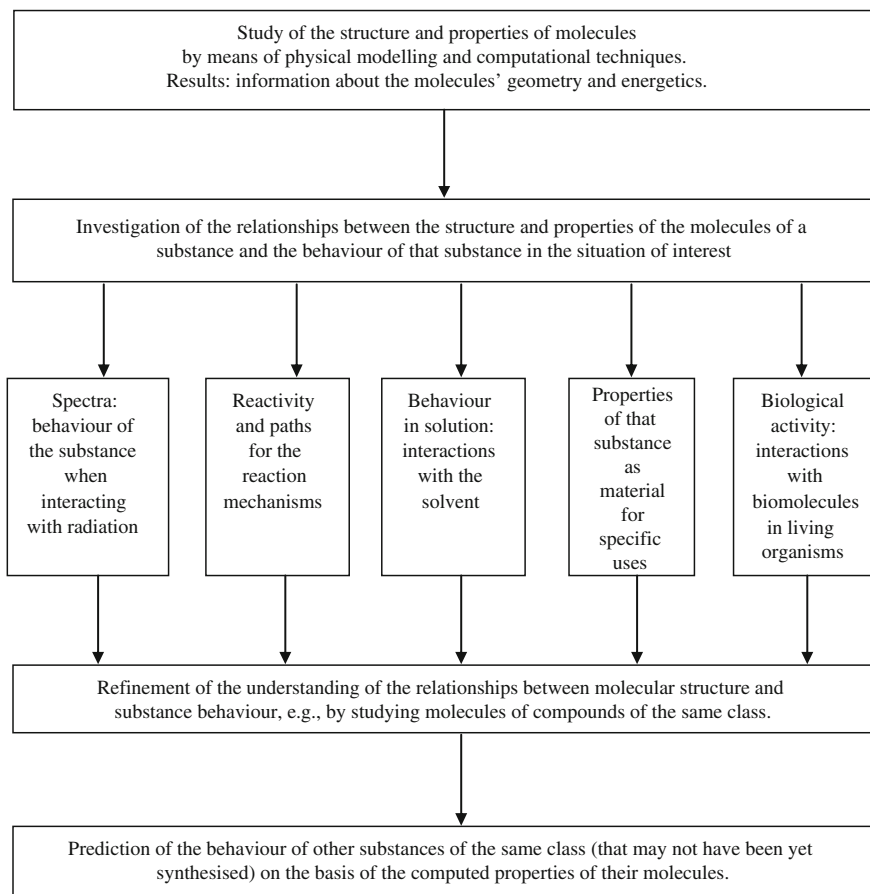 Study of the structure and properties of molecules
by means of physical modelling and computational techniques.
Results: information about the molecules’ geometry and energetics.
Investigation of the relationships between the structure and properties of the molecules of a
substance and the behaviour of that substance in the situation of interest
Spectra:
behaviour of
the substance
when
interacting
with radiation
Reactivity
and paths
for the
reaction
mechanisms
Behaviour
in solution:
interactions
with the
solvent
Properties
of that
substance
as
material
for
specific
uses
Biological
activity:
interactions
with
biomolecules
in living
organisms
Refinement of the understanding of the relationships between molecular structure and
substance behaviour, e.g., by studying molecules of compounds of the same class.
Prediction of the behaviour of other substances of the same class (that may not have been yet
synthesised) on the basis of the computed properties of their molecules.